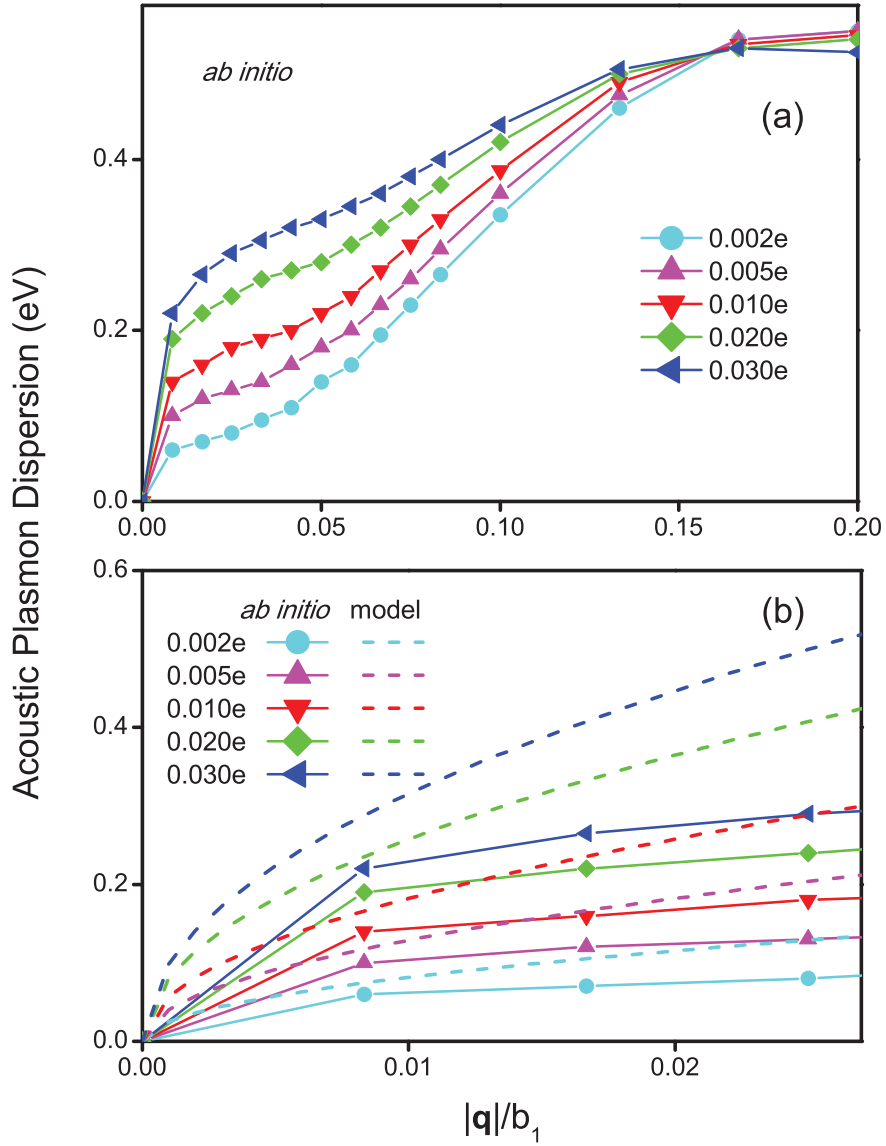 Acoustic Plasmon Dispersion (eV)
ab initio
(a)
0.4
0.2
0.0
0.002e
0.005e
0.010e
0.020e
0.030e
0.00 0.05 0.10 0.15 0.20
(b)
0.6
0.4
0.2
0.0
ab initio model
0.002e
0.005e
0.010e
0.020e
0.030e
0.00 0.01 0.02
|q|/b₁